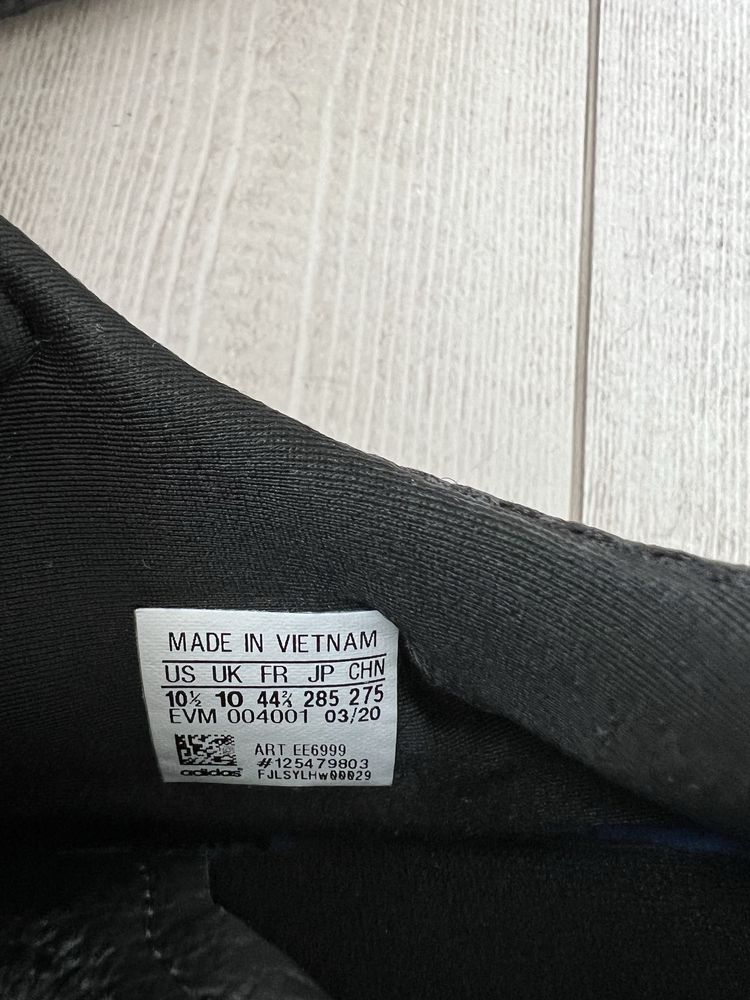 MADE IN VIETNAM
US UK FR JP CHN
10½ 10 44⅔ 285 275
EVM 004001 03/20
ART EE6999
#125479803
adidas FJLSYLHw00029